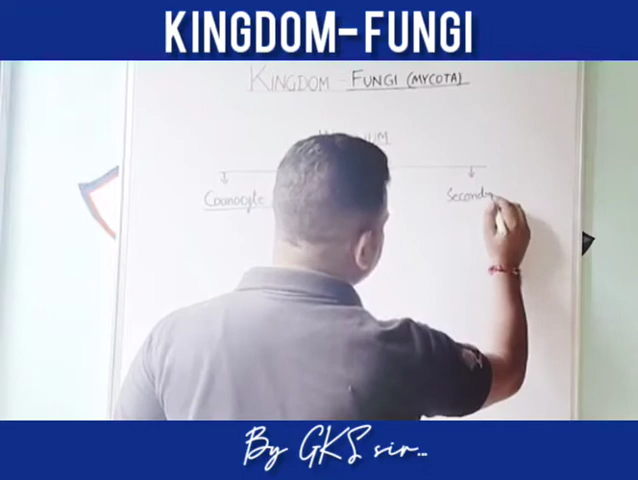 KINGDOM-FUNGI
KINGDOM - FUNGI (MYCOTA)
Coenocyte
By GKS sir...